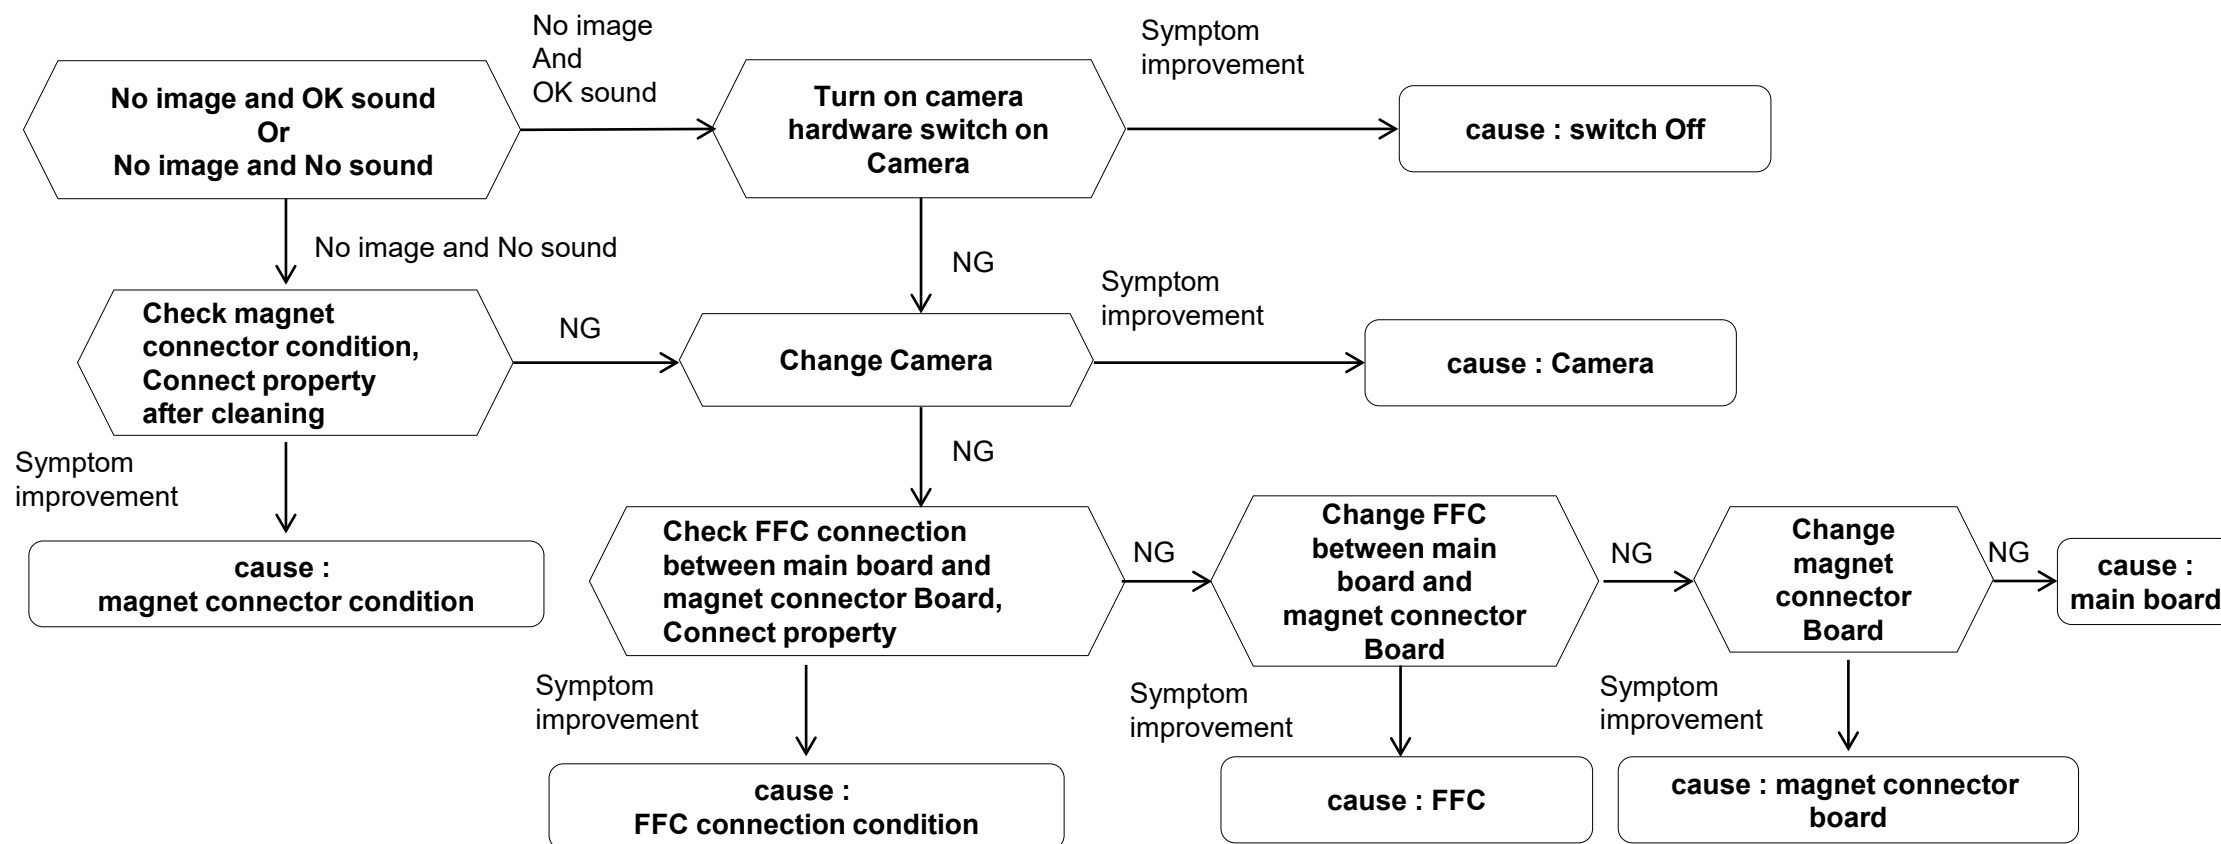 No image and OK sound
Or
No image and No sound
No image
And
OK sound
Turn on camera
hardware switch on
Camera
Symptom
improvement
cause : switch Off
No image and No sound
NG
Check magnet
connector condition,
Connect property
after cleaning
NG
Change Camera
Symptom
improvement
cause : Camera
Symptom
improvement
NG
cause :
magnet connector condition
Check FFC connection
between main board and
magnet connector Board,
Connect property
NG
Change FFC
between main
board and
magnet connector
Board
NG
Change
magnet
connector
Board
NG
cause :
main board
Symptom
improvement
cause :
FFC connection condition
Symptom
improvement
cause : FFC
Symptom
improvement
cause : magnet connector
board